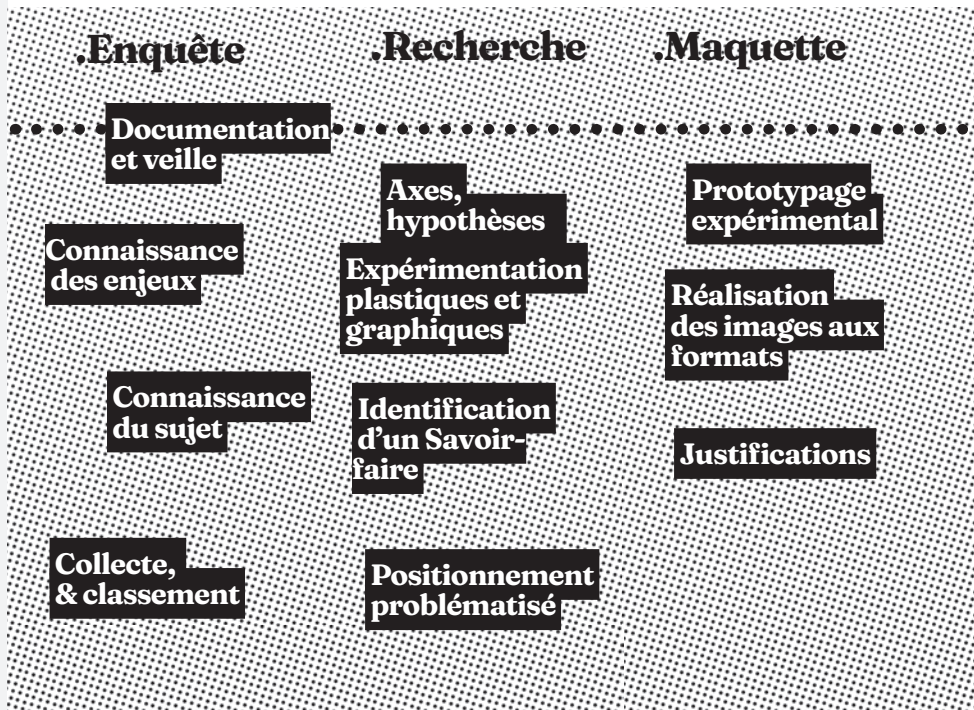 .Enquête
Documentation
et veille
Connaissance
des enjeux
Connaissance
du sujet
Collecte,
& classement
.Recherche
Axes,
hypothèses
Expérimentation
plastiques et
graphiques
Identification
d’un Savoir-
faire
Positionnement
problématisé
.Maquette
Prototypage
expérimental
Réalisation
des images aux
formats
Justifications